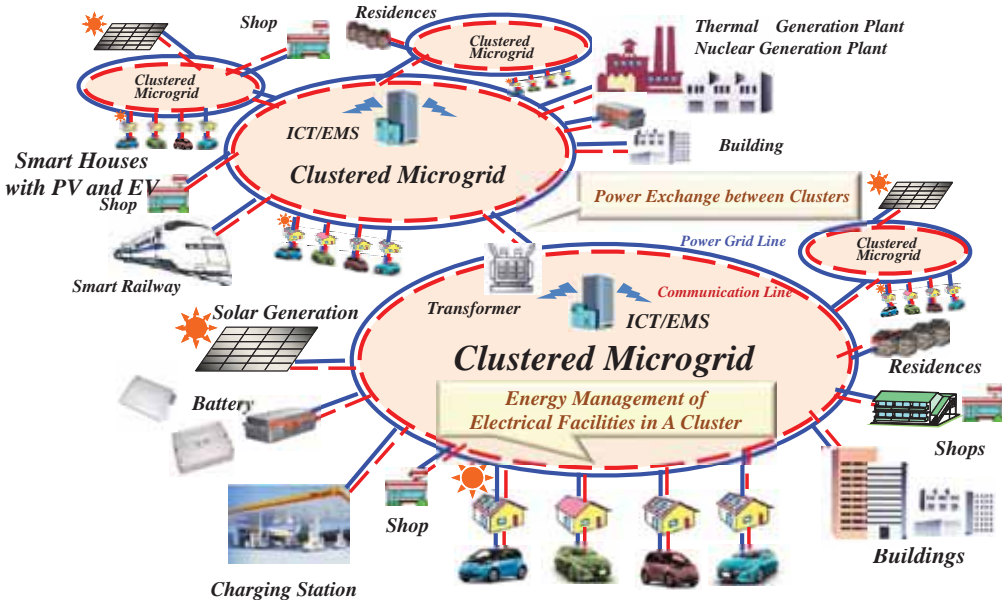 Shop
Residences
Clustered
Microgrid
Thermal Generation Plant
Nuclear Generation Plant
Clustered
Microgrid
ICT/EMS
Building
Smart Houses
with PV and EV
Clustered Microgrid
Shop
Power Exchange between Clusters
Power Grid Line
Clustered
Microgrid
Smart Railway
Transformer
Communication Line
Solar Generation
ICT/EMS
Clustered Microgrid
Residences
Battery
Energy Management of
Electrical Facilities in A Cluster
Shops
Shop
Buildings
Charging Station